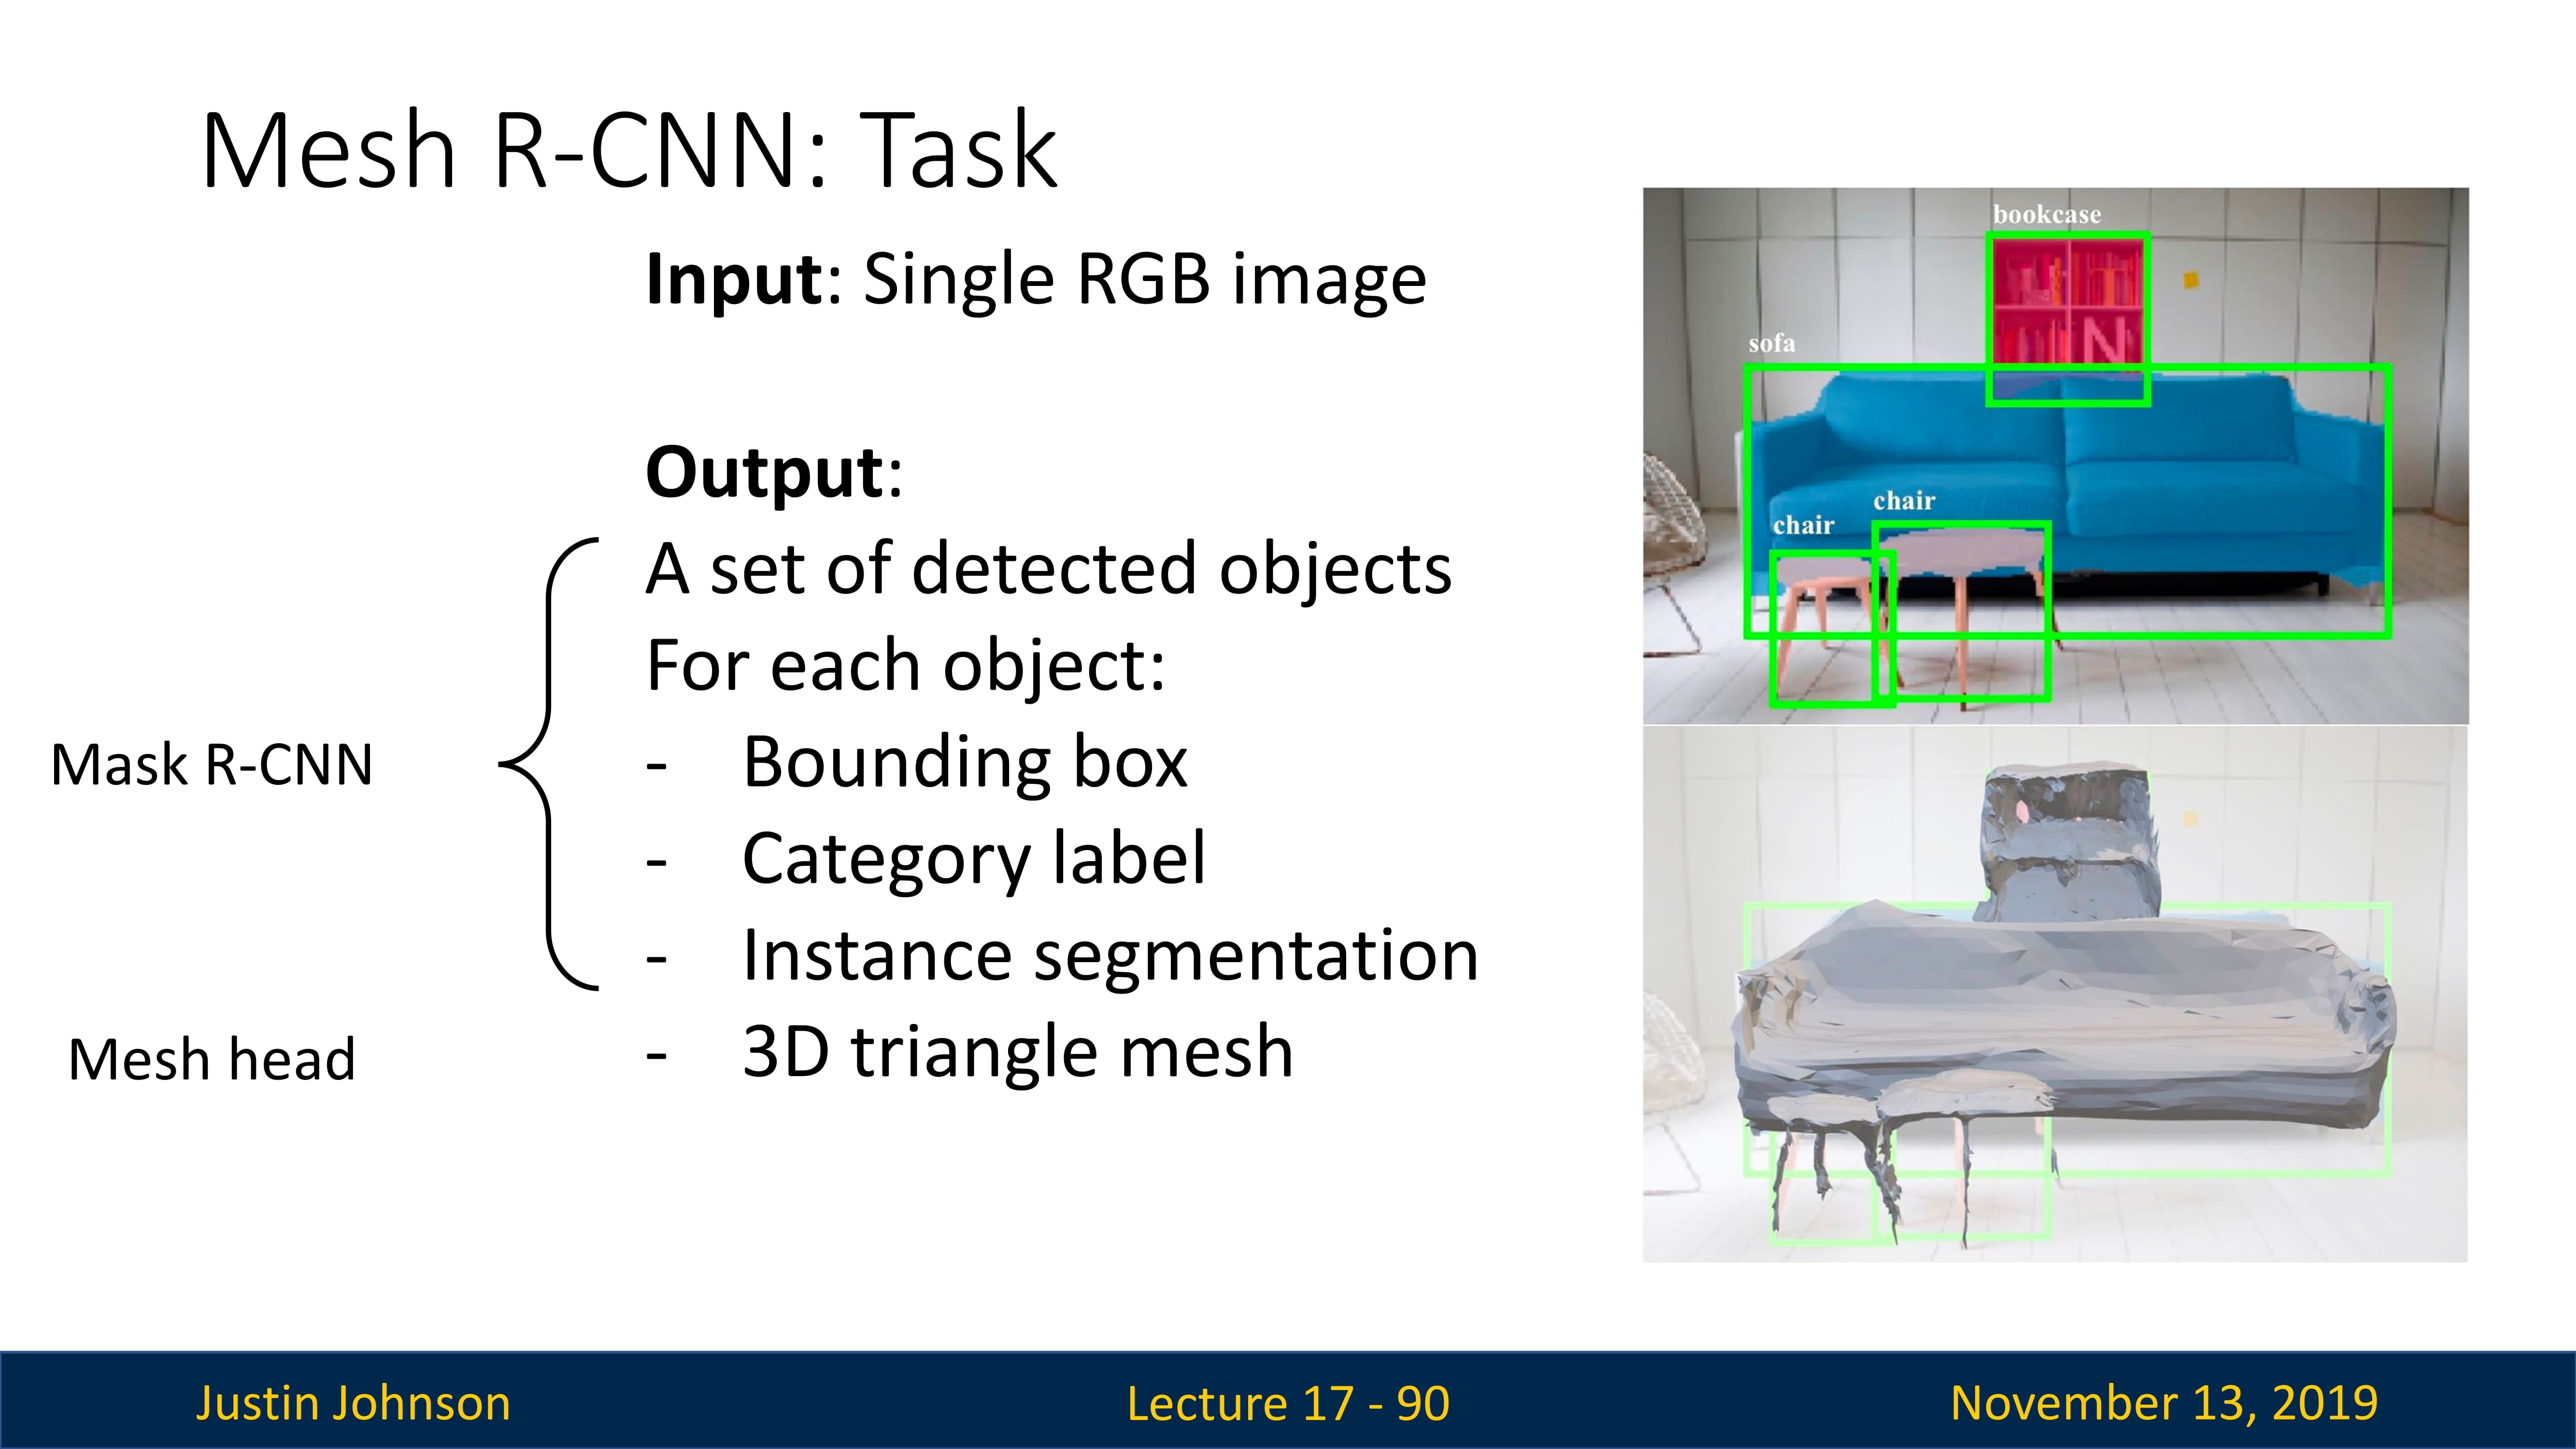 Mesh R-CNN: Task
Input: Single RGB image
Output:
A set of detected objects
For each object:
- Bounding box
- Category label
- Instance segmentation
- 3D triangle mesh
Mask R-CNN
Mesh head
bookcase
N
sofa
chair
chair
Justin Johnson
Lecture 17 - 90
November 13, 2019